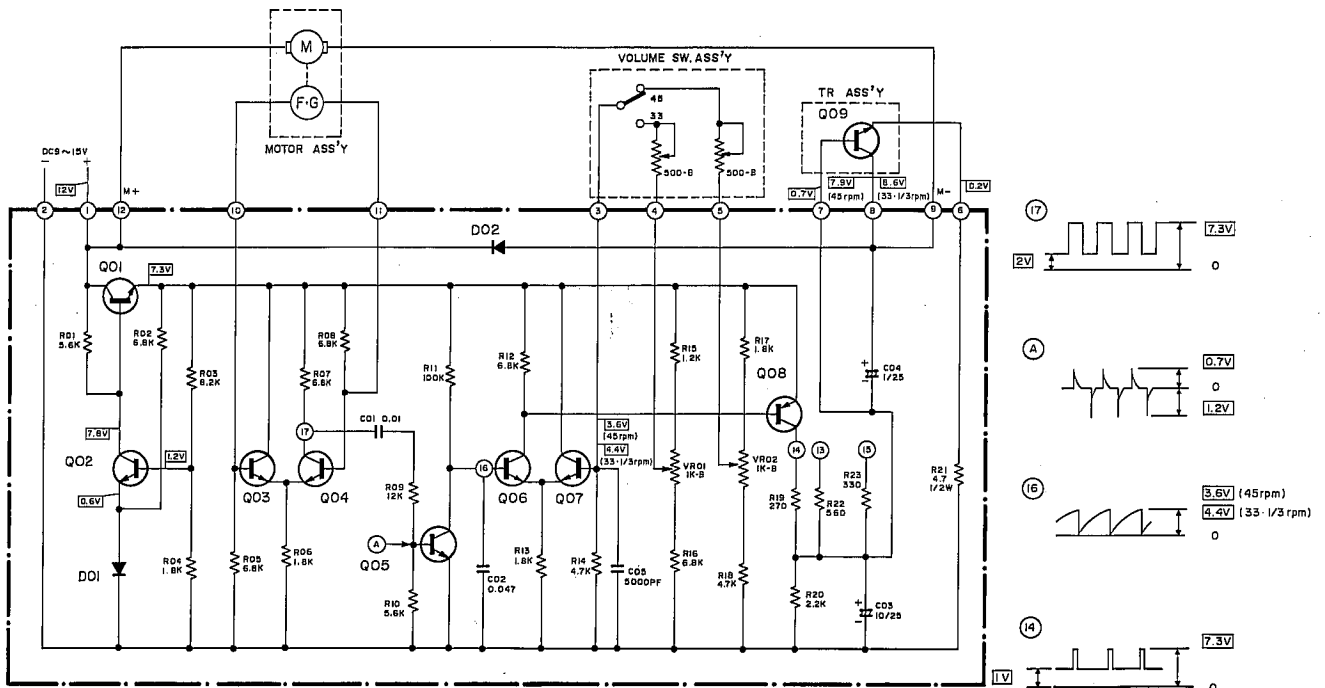 M
F·G
MOTOR ASS'Y
VOLUME SW. ASS'Y
45
33
500-B
500-B
TR ASS'Y
Q09
DC9~15V
-
+
12V
M+
0.7V
7.9V
(45rpm)
8.6V
(33·1/3rpm)
M-
0.2V
2
1
12
10
11
3
4
5
7
8
9
6
D02
Q01
7.3V
R01
5.6K
R02
6.8K
R03
8.2K
R07
6.8K
R08
6.8K
R11
100K
R12
6.8K
R15
1.2K
R17
1.8K
Q08
C04
1/25
+
-
C01 0.01
17
7.8V
Q02
1.2V
0.6V
Q03
Q04
R09
12K
16
Q06
Q07
3.6V
(45rpm)
4.4V
(33·1/3rpm)
VR01
1K-B
VR02
1K-B
14
13
15
R19
270
R22
560
R23
330
R21
4.7
1/2W
D01
R04
1.8K
R05
6.8K
R06
1.8K
A
Q05
R10
5.6K
C02
0.047
R13
1.8K
R14
4.7K
C05
5000PF
R16
6.8K
R18
4.7K
R20
2.2K
C03
10/25
+
-
17
7.3V
2V
0
A
0.7V
0
1.2V
16
3.6V (45rpm)
4.4V (33·1/3rpm)
0
14
7.3V
1V
0